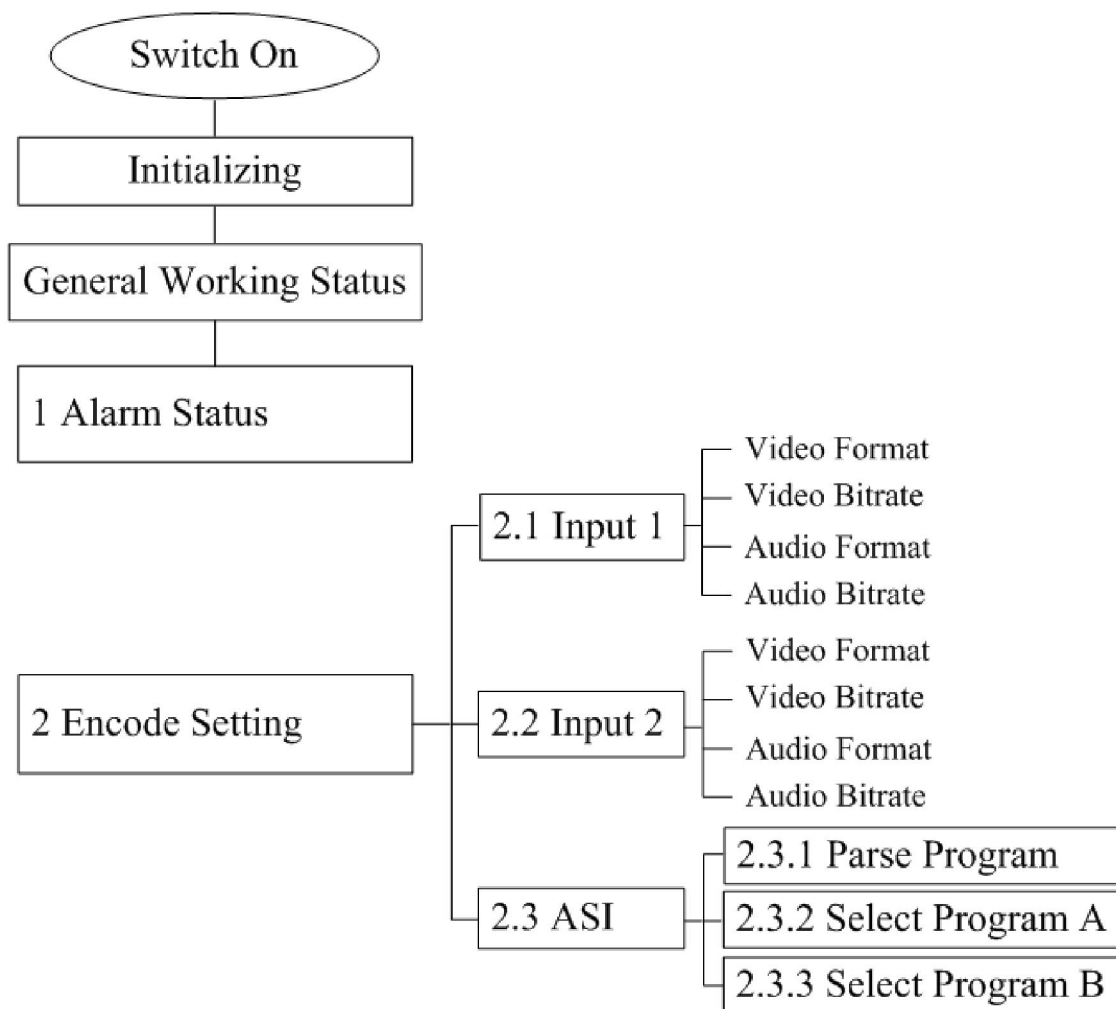 Switch On
Initializing
General Working Status
1 Alarm Status
2 Encode Setting
2.1 Input 1
Video Format
Video Bitrate
Audio Format
Audio Bitrate
2.2 Input 2
Video Format
Video Bitrate
Audio Format
Audio Bitrate
2.3 ASI
2.3.1 Parse Program
2.3.2 Select Program A
2.3.3 Select Program B